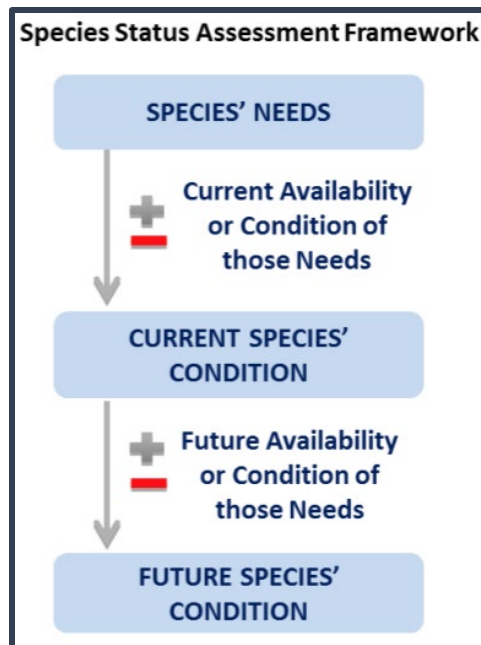 Species Status Assessment Framework
SPECIES’ NEEDS
Current Availability
or Condition of
those Needs
CURRENT SPECIES’
CONDITION
Future Availability
or Condition of
those Needs
FUTURE SPECIES’
CONDITION